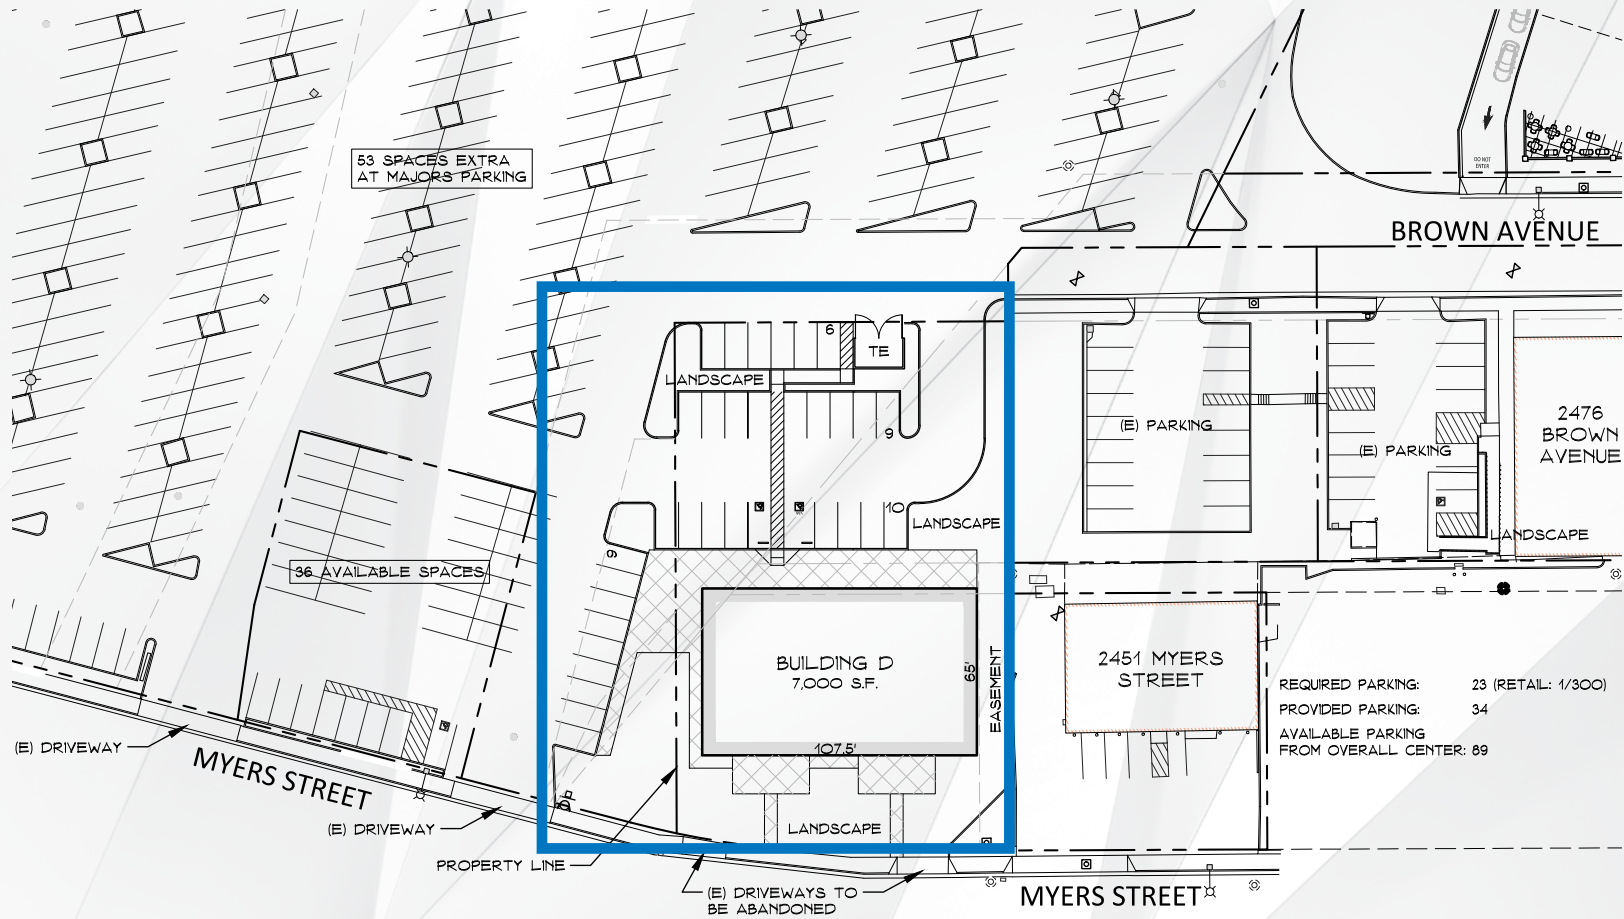 53 SPACES EXTRA
AT MAJORS PARKING
DO NOT
ENTER
BROWN AVENUE
6
TE
LANDSCAPE
9
(E) PARKING
(E) PARKING
2476
BROWN
AVENUE
10
LANDSCAPE
LANDSCAPE
9
36 AVAILABLE SPACES
BUILDING D
7,000 S.F.
65'
107.5'
EASEMENT
2451 MYERS
STREET
REQUIRED PARKING: 23 (RETAIL: 1/300)
PROVIDED PARKING: 34
AVAILABLE PARKING
FROM OVERALL CENTER: 89
(E) DRIVEWAY
MYERS STREET
(E) DRIVEWAY
LANDSCAPE
PROPERTY LINE
(E) DRIVEWAYS TO
BE ABANDONED
MYERS STREET